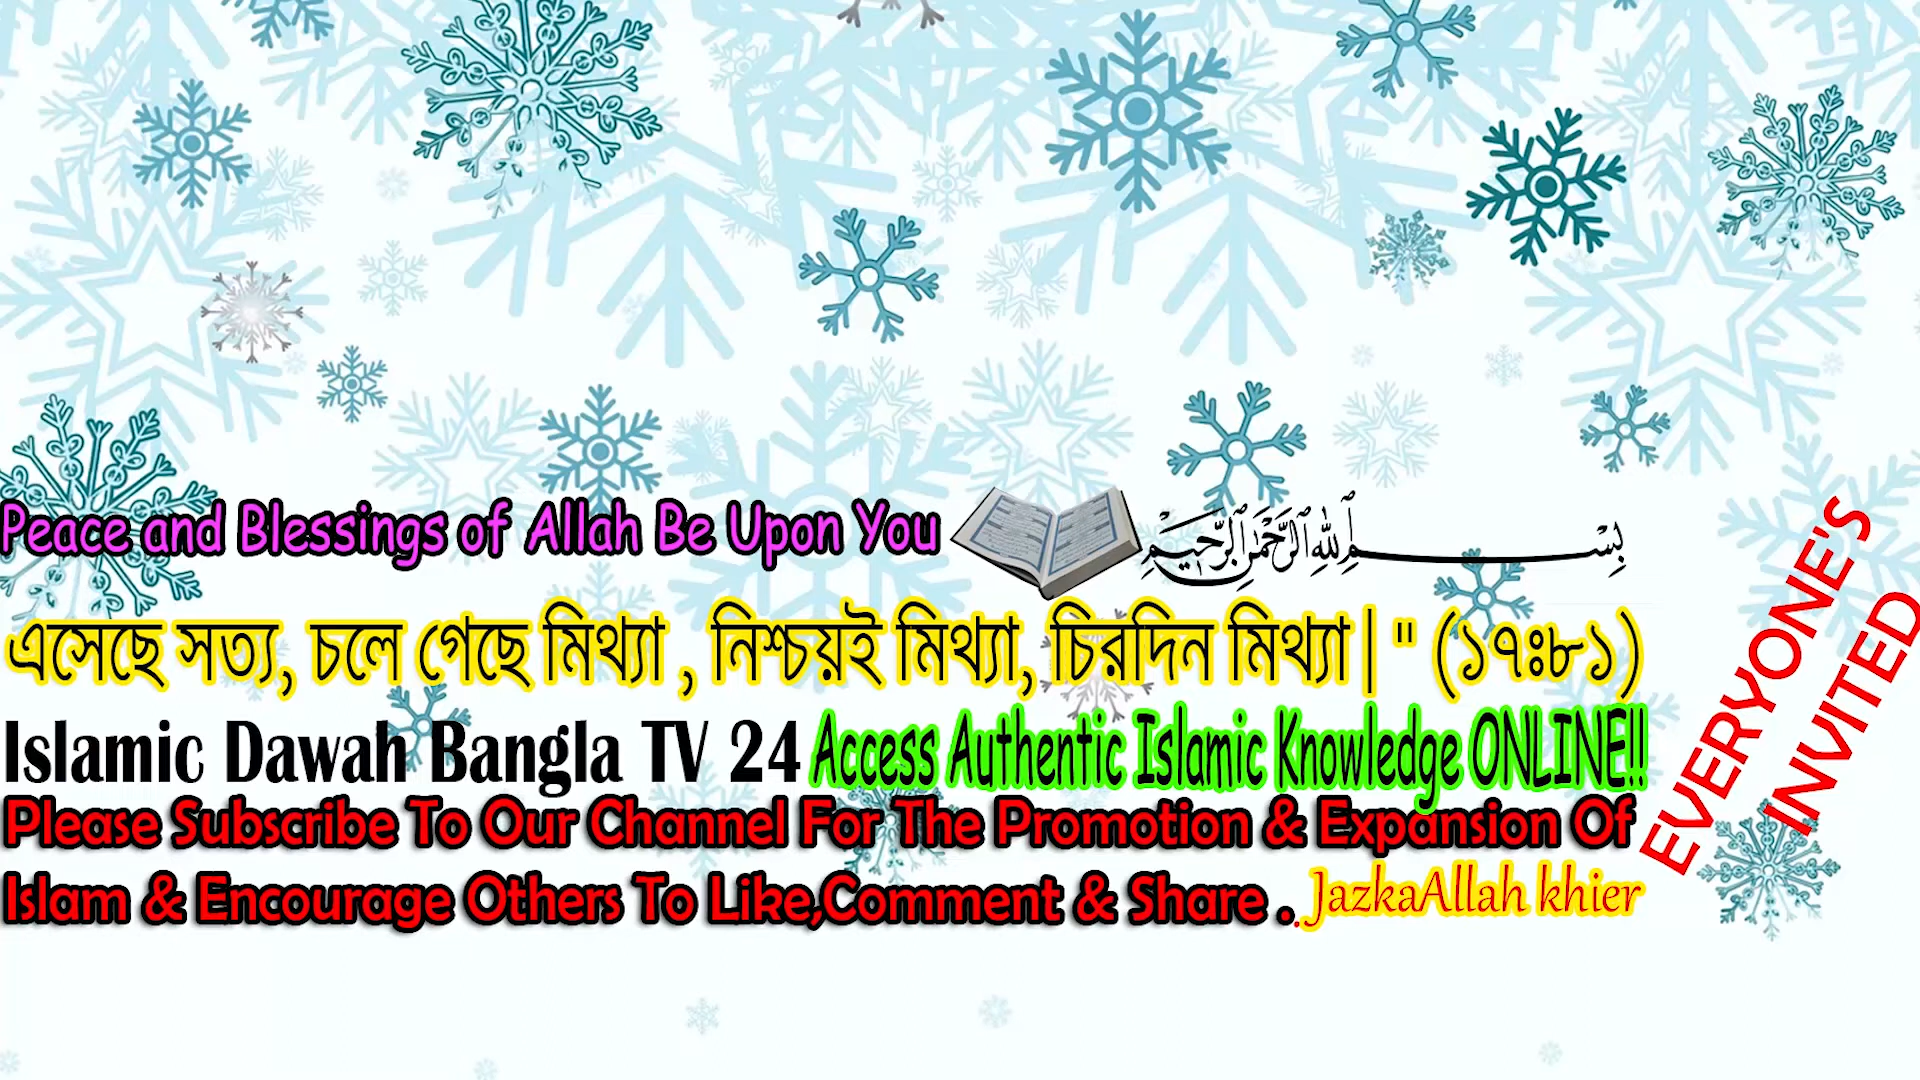 Peace and Blessings of Allah Be Upon You
بِسْمِ اللهِ الرَّحْمٰنِ الرَّحِيْمِ
এসেছে সত্য, চলে গেছে মিথ্যা , নিশ্চয়ই মিথ্যা, চিরদিন মিথ্যা| " (১৭ঃ৮১)
Islamic Dawah Bangla TV 24 Access Authentic Islamic Knowledge ONLINE!!
Please Subscribe To Our Channel For The Promotion & Expansion Of
Islam & Encourage Others To Like,Comment & Share .. JazkaAllah khier
EVERYONE'S
INVITED